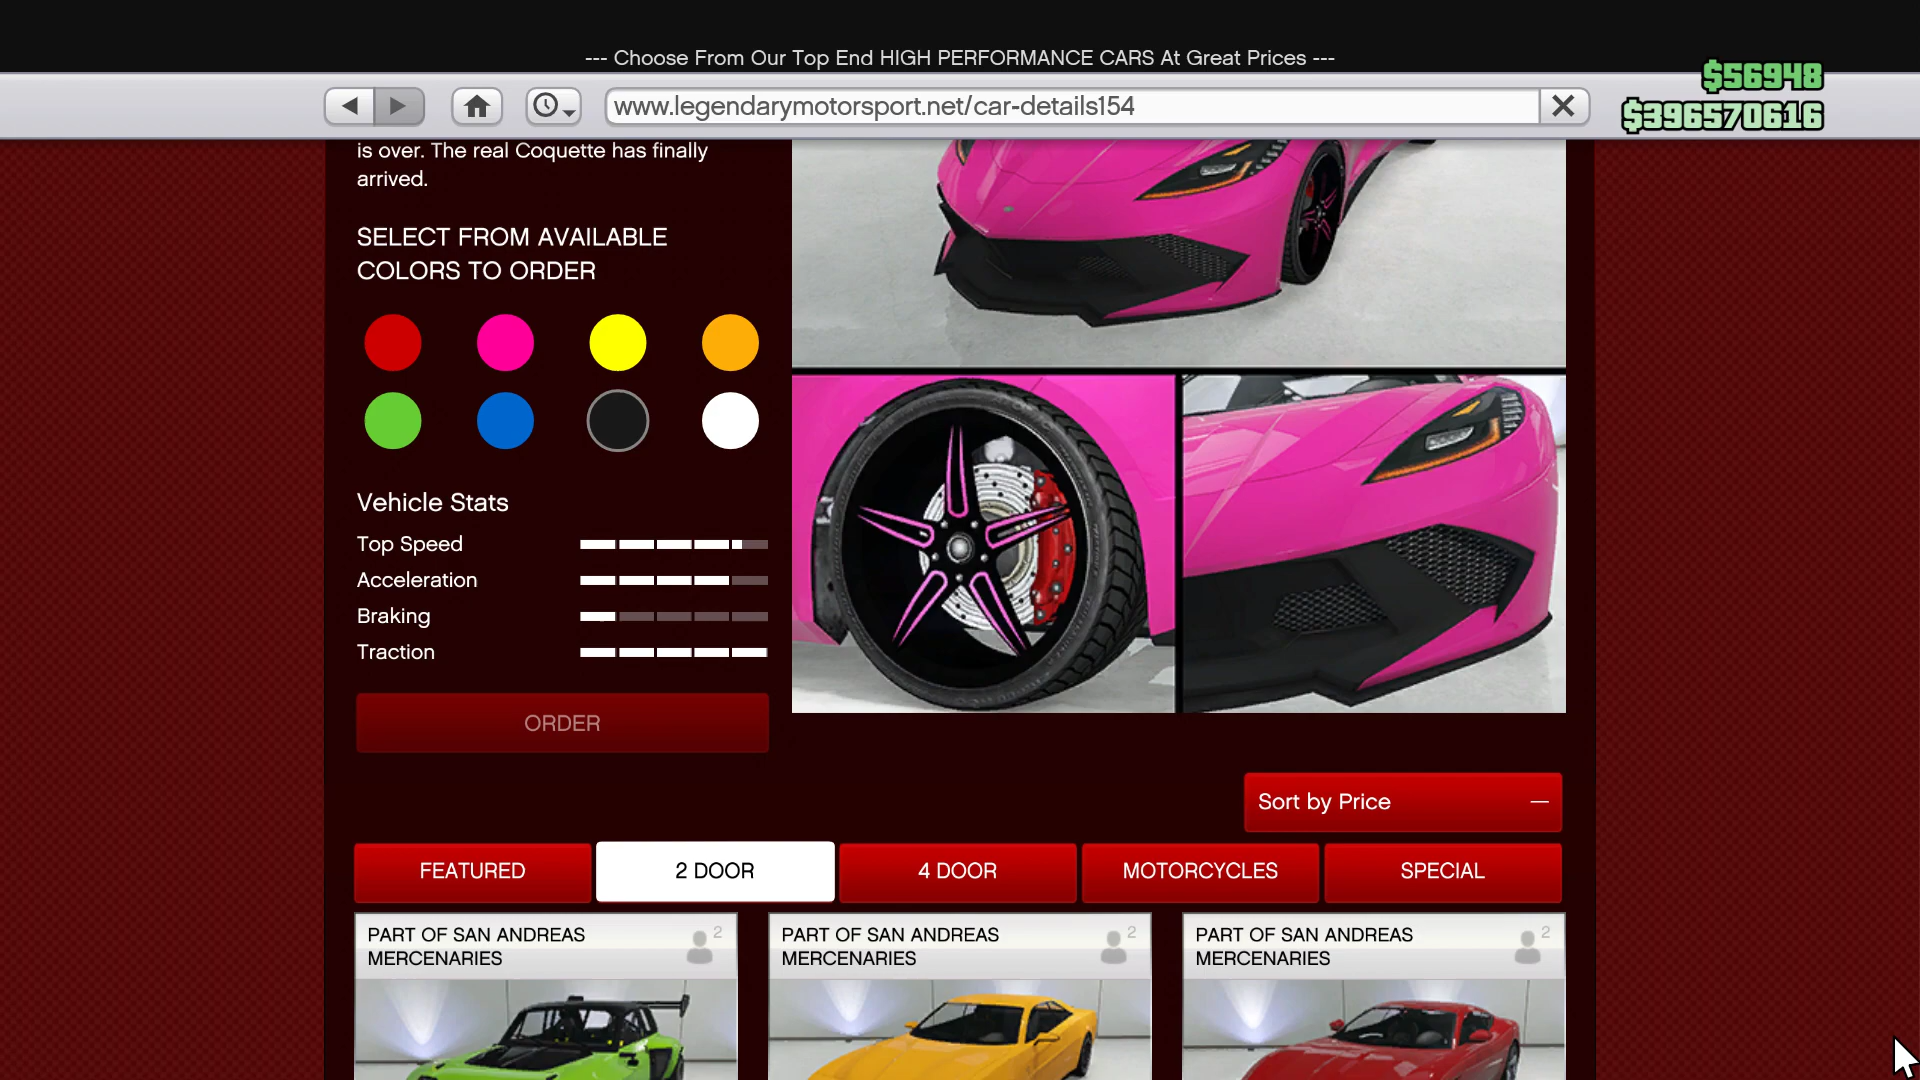 --- Choose From Our Top End HIGH PERFORMANCE CARS At Great Prices ---
$56948
www.legendarymotorsport.net/car-details154
$396570616
is over. The real Coquette has finally
arrived.
SELECT FROM AVAILABLE
COLORS TO ORDER
Vehicle Stats
Top Speed
Acceleration
Braking
Traction
ORDER
Sort by Price
FEATURED
2 DOOR
4 DOOR
MOTORCYCLES
SPECIAL
PART OF SAN ANDREAS
MERCENARIES
2
PART OF SAN ANDREAS
MERCENARIES
2
PART OF SAN ANDREAS
MERCENARIES
2